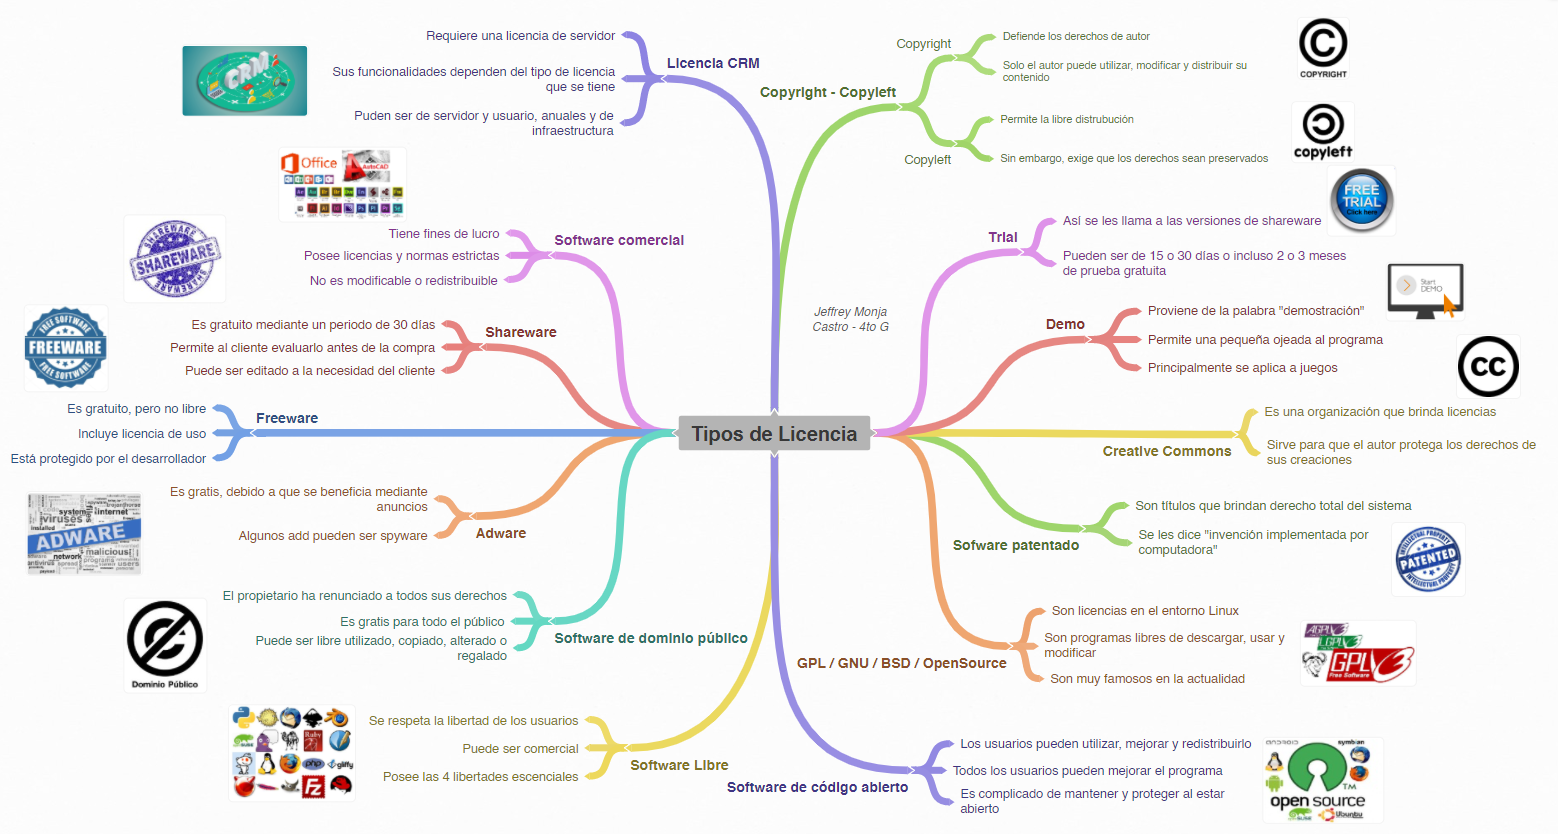 Tipos de Licencia
Jeffrey Monja
Castro - 4to G
Licencia CRM
Requiere una licencia de servidor
Sus funcionalidades dependen del tipo de licencia
que se tiene
Puden ser de servidor y usuario, anuales y de
infraestructura
CRM
Software comercial
Tiene fines de lucro
Posee licencias y normas estrictas
No es modificable o redistribuible
Office
AutoCAD
Shareware
Es gratuito mediante un periodo de 30 días
Permite al cliente evaluarlo antes de la compra
Puede ser editado a la necesidad del cliente
SHAREWARE
SHAREWARE
SHAREWARE
Freeware
Es gratuito, pero no libre
Incluye licencia de uso
Está protegido por el desarrollador
FREE SOFTWARE
FREEWARE
FREE SOFTWARE
Adware
Es gratis, debido a que se beneficia mediante
anuncios
Algunos add pueden ser spyware
system
internet
viruses
files
installed
ADWARE
malicious
network
programs
antivirus
spread
users
Software de dominio público
El propietario ha renunciado a todos sus derechos
Es gratis para todo el público
Puede ser libre utilizado, copiado, alterado o
regalado
Dominio Público
Software Libre
Se respeta la libertad de los usuarios
Puede ser comercial
Posee las 4 libertades escenciales
Ruby
php
gliffy
FZ
Copyright - Copyleft
Copyright
Defiende los derechos de autor
Solo el autor puede utilizar, modificar y distribuir su
contenido
Copyleft
Permite la libre distrubución
Sin embargo, exige que los derechos sean preservados
©
COPYRIGHT
copyleft
Trial
Así se les llama a las versiones de shareware
Pueden ser de 15 o 30 días o incluso 2 o 3 meses
de prueba gratuita
FREE
TRIAL
Click here
Demo
Proviene de la palabra "demostración"
Permite una pequeña ojeada al programa
Principalmente se aplica a juegos
Start
DEMO
Creative Commons
Es una organización que brinda licencias
Sirve para que el autor protega los derechos de
sus creaciones
cc
Sofware patentado
Son títulos que brindan derecho total del sistema
Se les dice "invención implementada por
computadora"
INTELLECTUAL PROPERTY
PATENTED
INTELLECTUAL PROPERTY
GPL / GNU / BSD / OpenSource
Son licencias en el entorno Linux
Son programas libres de descargar, usar y
modificar
Son muy famosos en la actualidad
AGPLv3
LGPLv3
GPLv3
Free Software
Software de código abierto
Los usuarios pueden utilizar, mejorar y redistribuirlo
Todos los usuarios pueden mejorar el programa
Es complicado de mantener y proteger al estar
abierto
ANDROID
symbian
TM
open source
Ubuntu